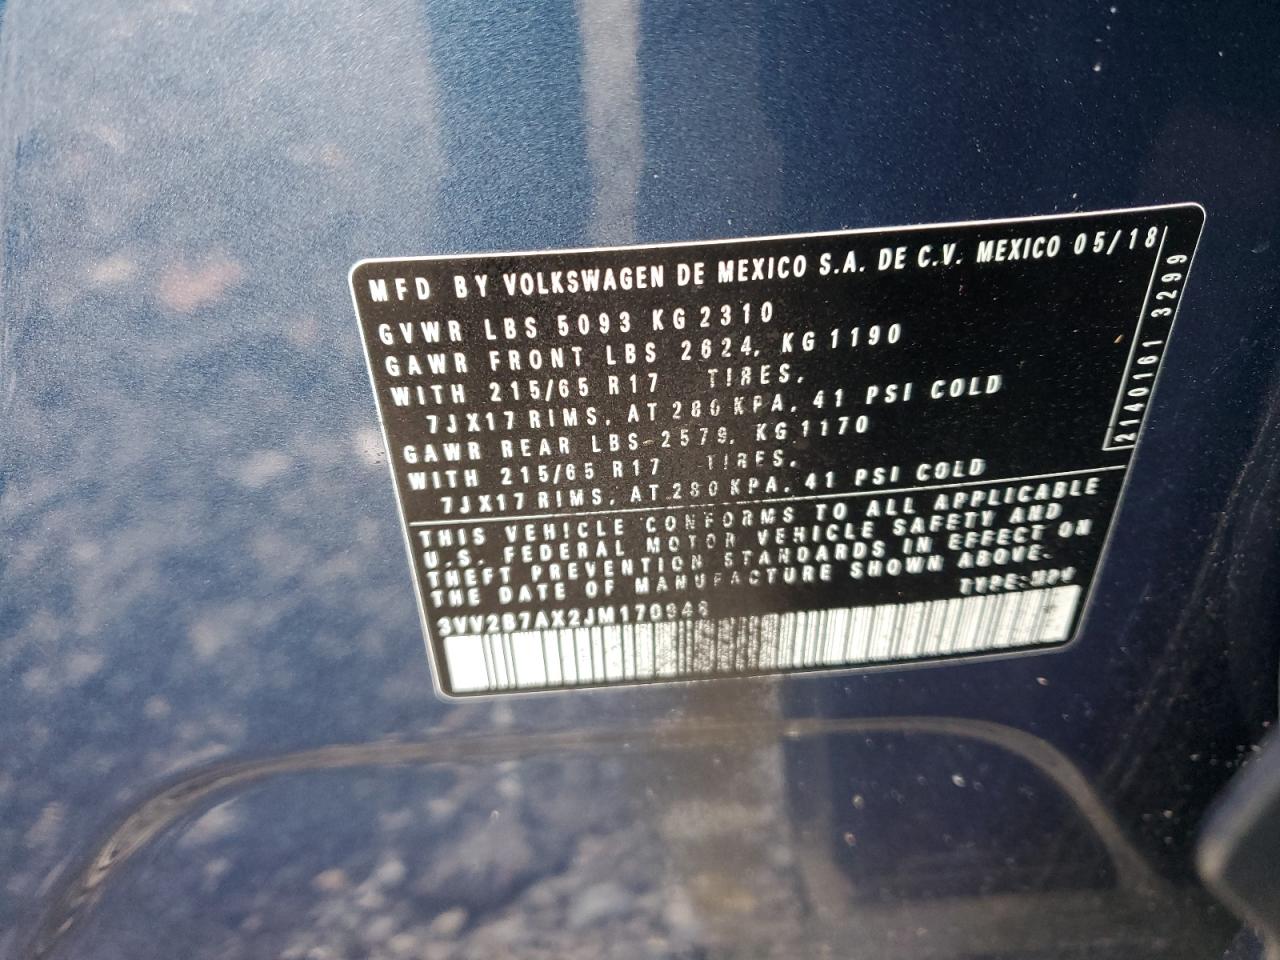 MFD BY VOLKSWAGEN DE MEXICO S.A. DE C.V. MEXICO 05/18
GVWR LBS 5093 KG 2310
GAWR FRONT LBS 2624, KG 1190
WITH 215/65 R17 TIRES,
7JX17 RIMS, AT 280 KPA, 41 PSI COLD
GAWR REAR LBS 2579, KG 1170
WITH 215/65 R17 TIRES,
7JX17 RIMS, AT 280 KPA, 41 PSI COLD
2140161 3299
THIS VEHICLE CONFORMS TO ALL APPLICABLE
U.S. FEDERAL MOTOR VEHICLE SAFETY AND
THEFT PREVENTION STANDARDS IN EFFECT ON
THE DATE OF MANUFACTURE SHOWN ABOVE.
TYPE: MPV